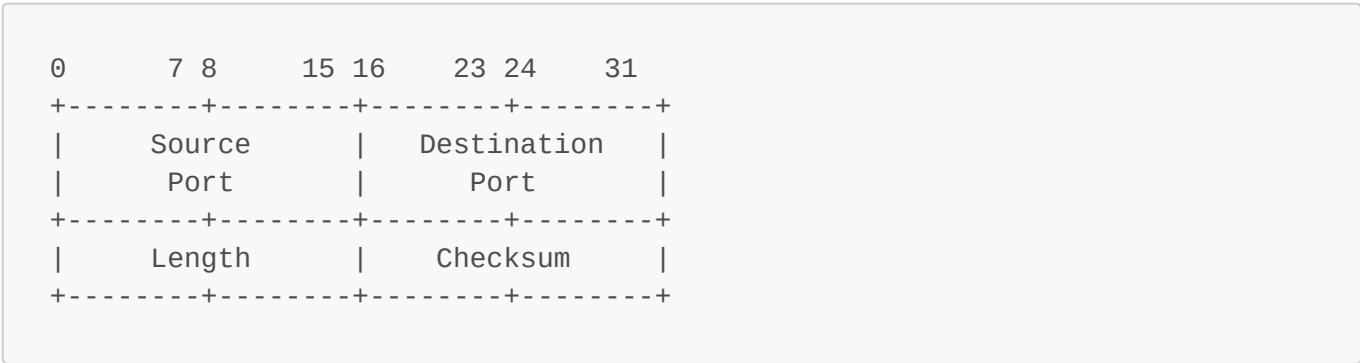 0      7 8     15 16    23 24    31
+--------+--------+--------+--------+
|     Source      |   Destination   |
|      Port       |      Port       |
+--------+--------+--------+--------+
|     Length      |    Checksum     |
+--------+--------+--------+--------+